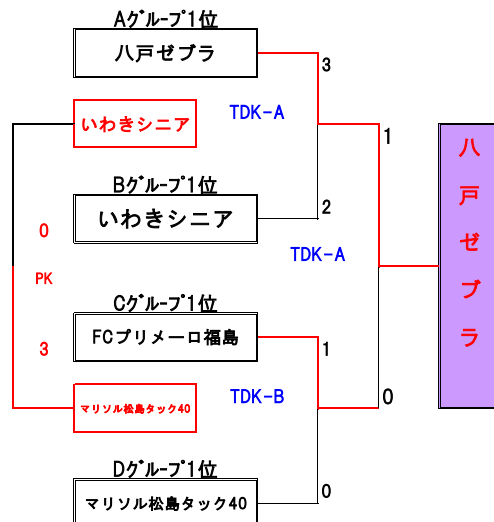 Aグループ1位
八戸ゼブラ
3
TDK-A
いわきシニア
1
Bグループ1位
いわきシニア
2
0
TDK-A
PK
八戸ゼブラ
Cグループ1位
FCプリメーロ福島
3
1
TDK-B
0
マリソル松島タック40
Dグループ1位
マリソル松島タック40
0